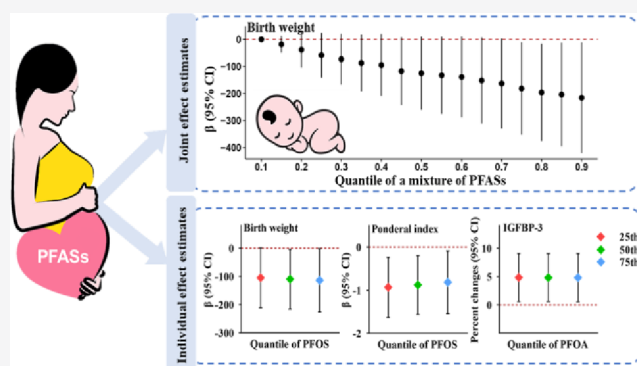 PFASs
Joint effect estimates
Birth weight
β (95% CI)
0
-100
-200
-300
-400
0.1 0.2 0.3 0.4 0.5 0.6 0.7 0.8 0.9
Quantile of a mixture of PFASs
Individual effect estimates
Birth weight
β (95% CI)
0
-100
-200
-300
Quantile of PFOS
Ponderal index
β (95% CI)
0
-1
-2
Quantile of PFOS
IGFBP-3
Percent changes (95% CI)
10
5
0
Quantile of PFOA
25th
50th
75th